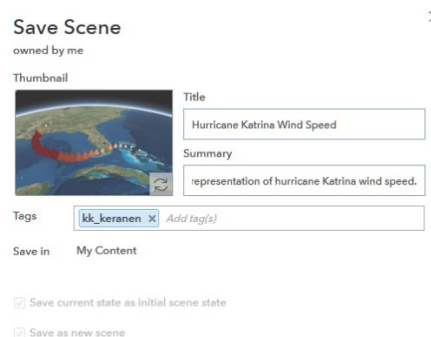 Save Scene
owned by me
Thumbnail
Title
Hurricane Katrina Wind Speed
Summary
representation of hurricane Katrina wind speed.
Tags
kk_keranen × Add tag(s)
Save in My Content
Save current state as initial scene state
Save as new scene